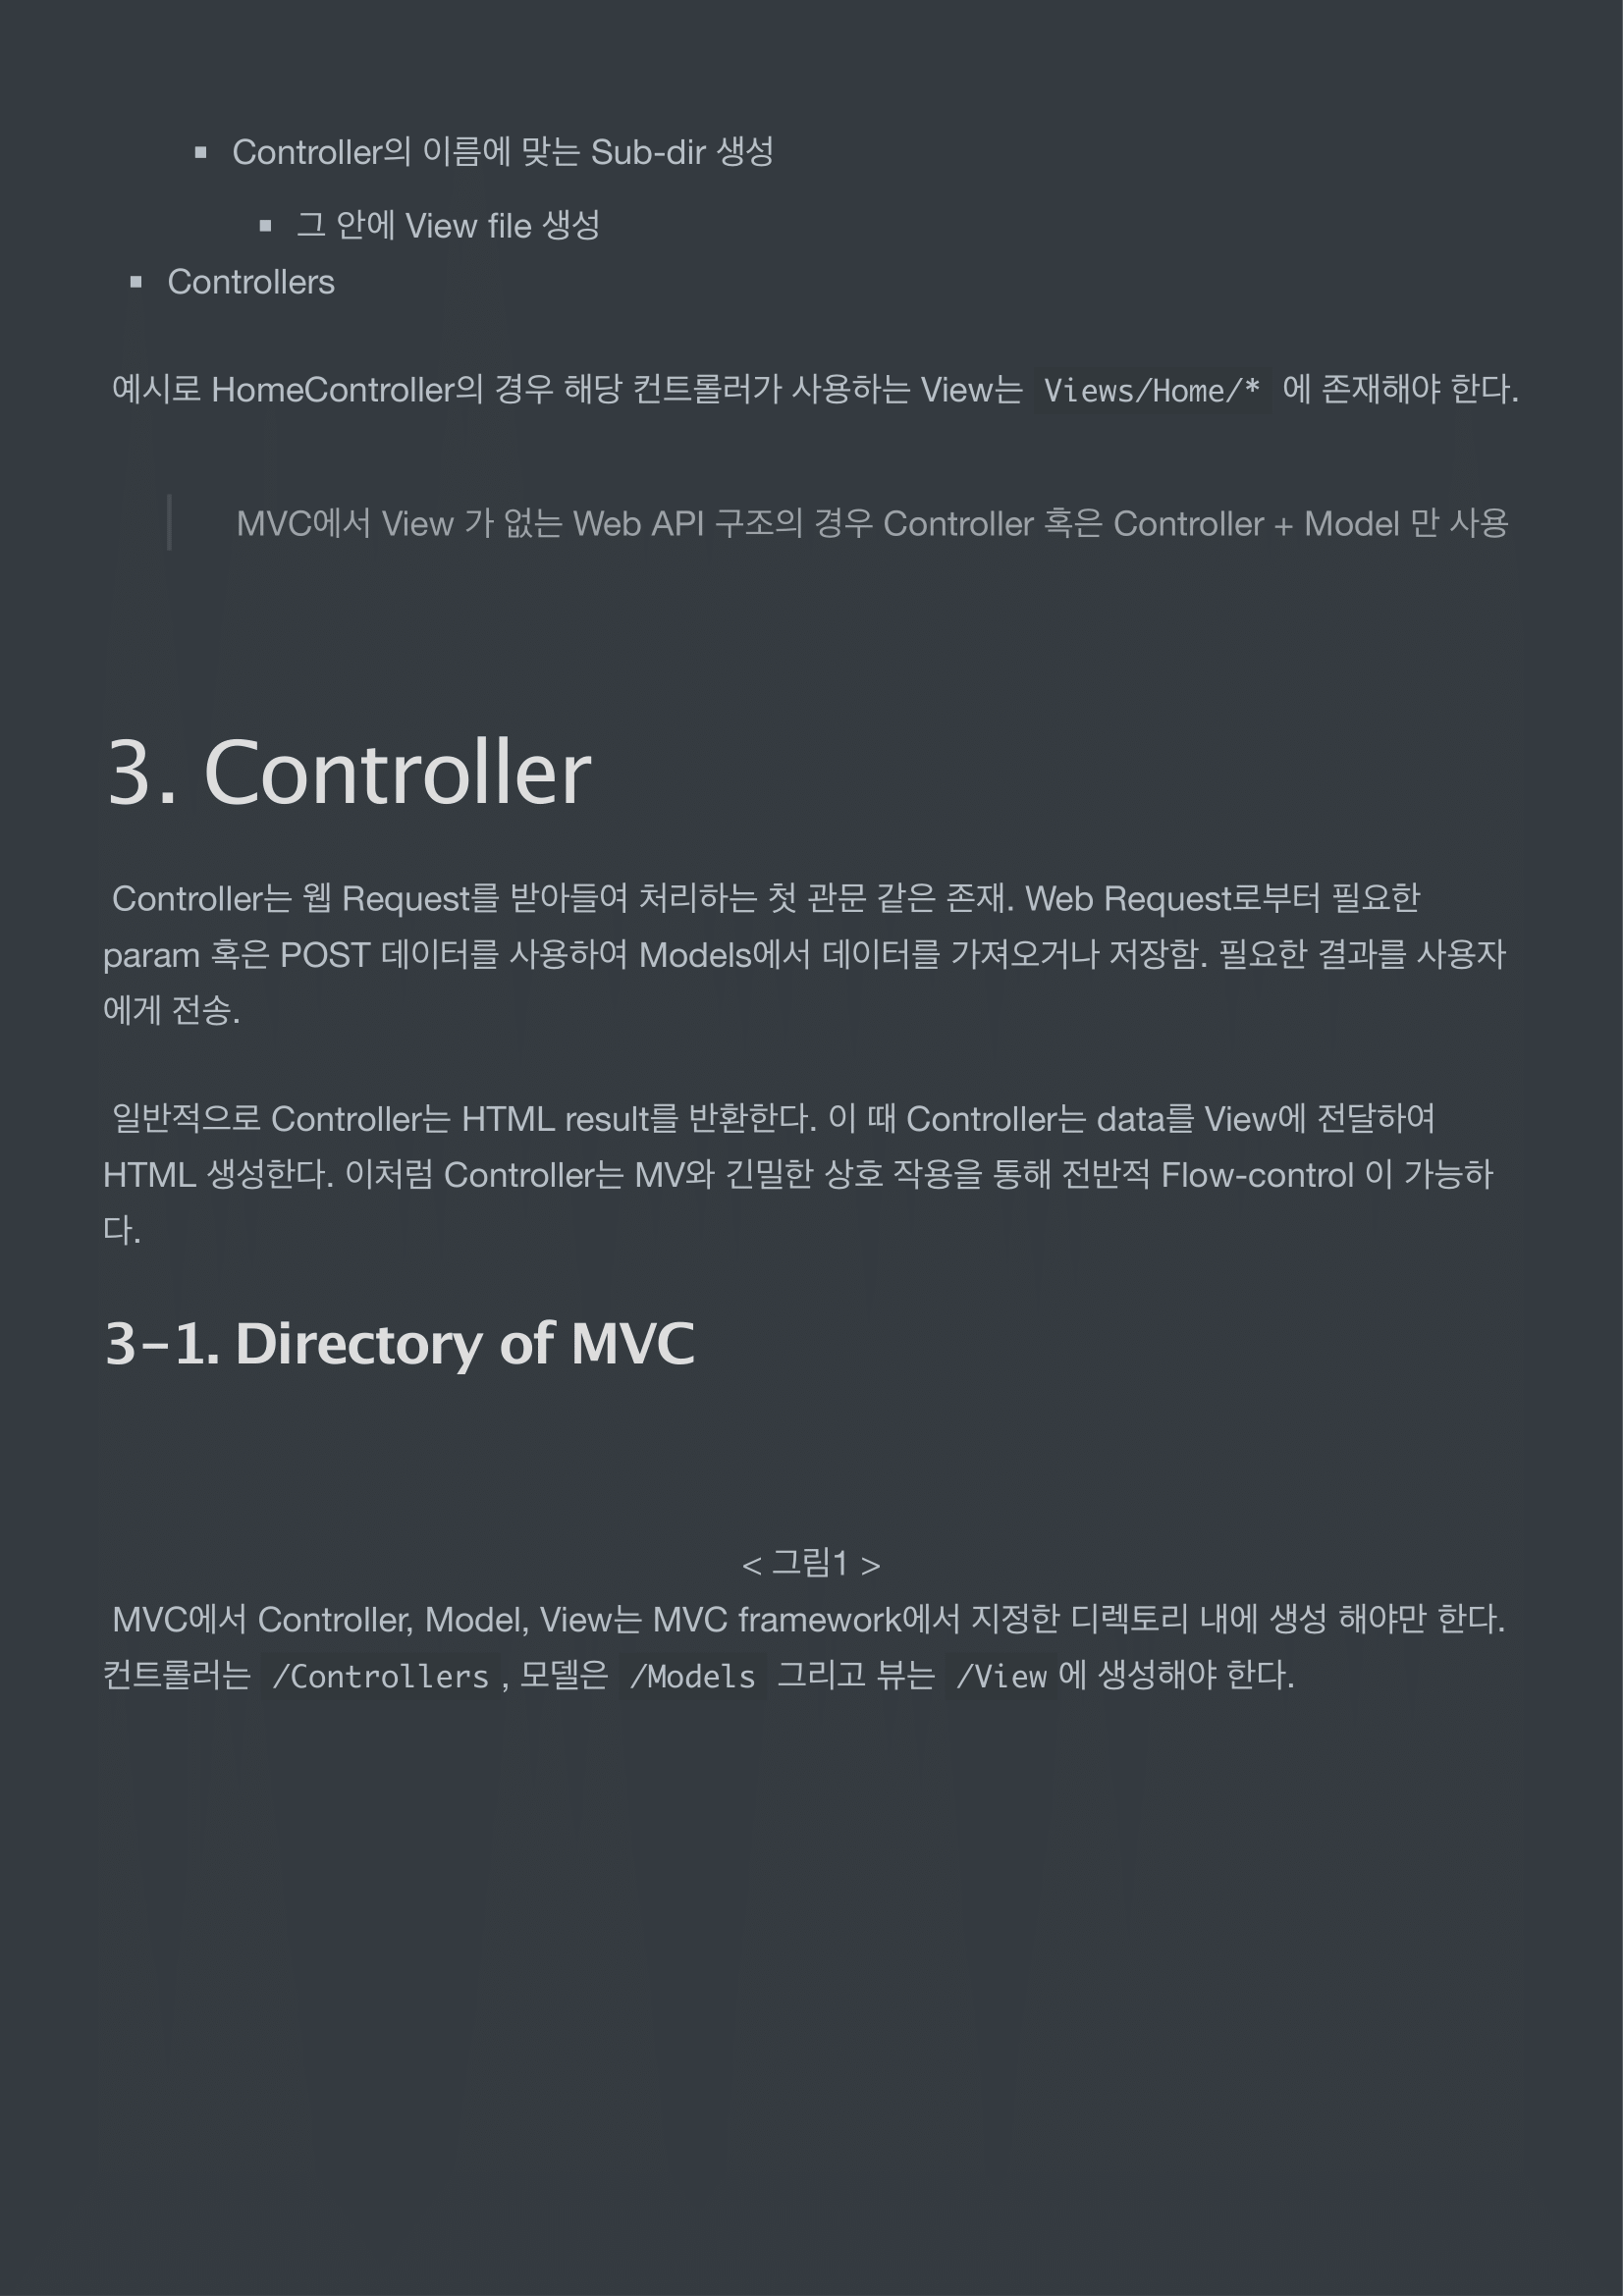 ▪ Controller의 이름에 맞는 Sub-dir 생성
▪ 그 안에 View file 생성
▪ Controllers
예시로 HomeController의 경우 해당 컨트롤러가 사용하는 View는 Views/Home/* 에 존재해야 한다.
MVC에서 View 가 없는 Web API 구조의 경우 Controller 혹은 Controller + Model 만 사용
3. Controller
Controller는 웹 Request를 받아들여 처리하는 첫 관문 같은 존재. Web Request로부터 필요한
param 혹은 POST 데이터를 사용하여 Models에서 데이터를 가져오거나 저장함. 필요한 결과를 사용자
에게 전송.
일반적으로 Controller는 HTML result를 반환한다. 이 때 Controller는 data를 View에 전달하여
HTML 생성한다. 이처럼 Controller는 MV와 긴밀한 상호 작용을 통해 전반적 Flow-control 이 가능하
다.
3-1. Directory of MVC
< 그림1 >
MVC에서 Controller, Model, View는 MVC framework에서 지정한 디렉토리 내에 생성 해야만 한다.
컨트롤러는 /Controllers , 모델은 /Models 그리고 뷰는 /View 에 생성해야 한다.